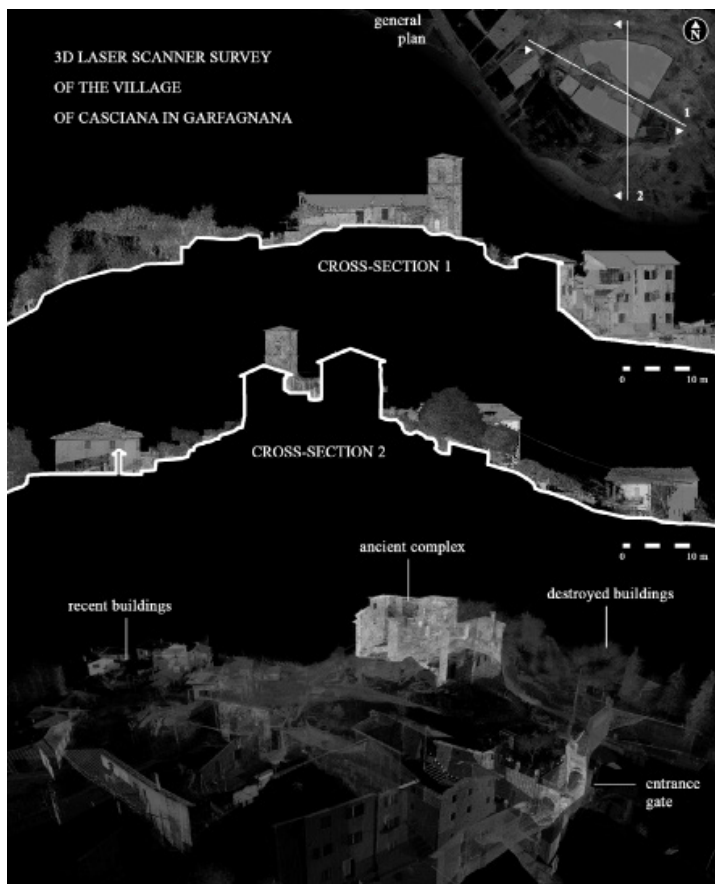 general
plan
N
3D LASER SCANNER SURVEY
OF THE VILLAGE
OF CASCIANA IN GARFAGNANA
1
2
CROSS-SECTION 1
0 10 m
CROSS-SECTION 2
0 10 m
ancient complex
recent buildings
destroyed buildings
entrance
gate